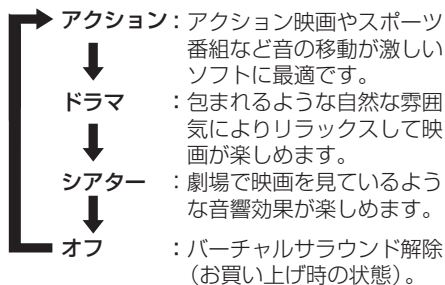 アクション：アクション映画やスポーツ
番組など音の移動が激しい
ソフトに最適です。
ドラマ：包まれるような自然な雰囲
気によりリラックスして映
画が楽しめます。
シアター：劇場で映画を見ているよう
な音響効果が楽しめます。
オフ：バーチャルサラウンド解除
（お買い上げ時の状態）。